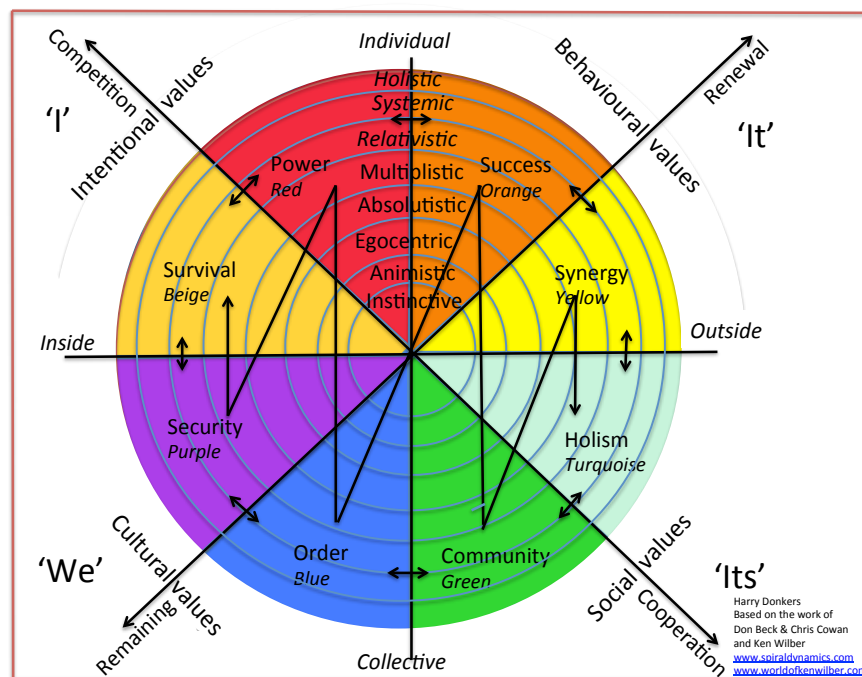 Individual
Competition
Intentional values
'I'
Behavioural values
Renewal
'It'
Holistic
Systemic
Relativistic
Multiplistic
Absolutistic
Egocentric
Animistic
Instinctive
Power
Red
Success
Orange
Survival
Beige
Synergy
Yellow
Inside
Outside
Security
Purple
Holism
Turquoise
Order
Blue
Community
Green
'We'
Cultural values
Remaining
Collective
Social values
Cooperation
'Its'
Harry Donkers
Based on the work of
Don Beck & Chris Cowan
and Ken Wilber
www.spiraldynamics.com
www.worldofkenwilber.com